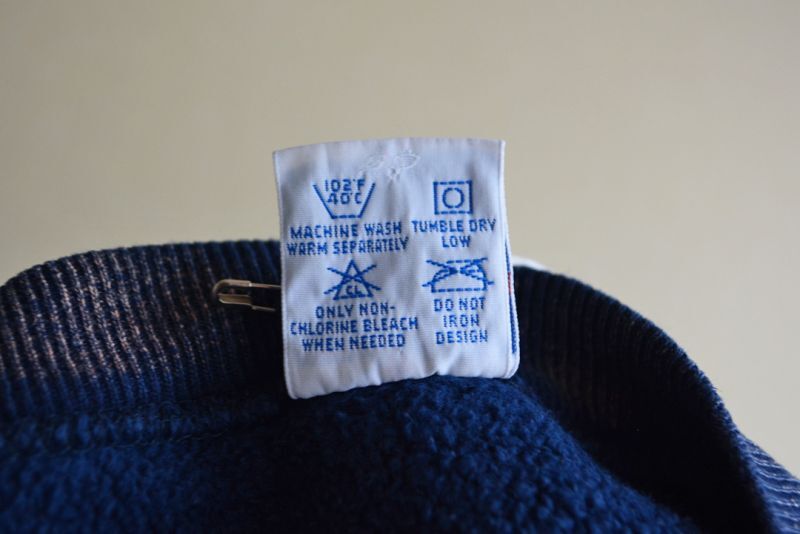 102°F
40°C
MACHINE WASH
WARM SEPARATELY
TUMBLE DRY
LOW
CL
ONLY NON-
CHLORINE BLEACH
WHEN NEEDED
DO NOT
IRON
DESIGN